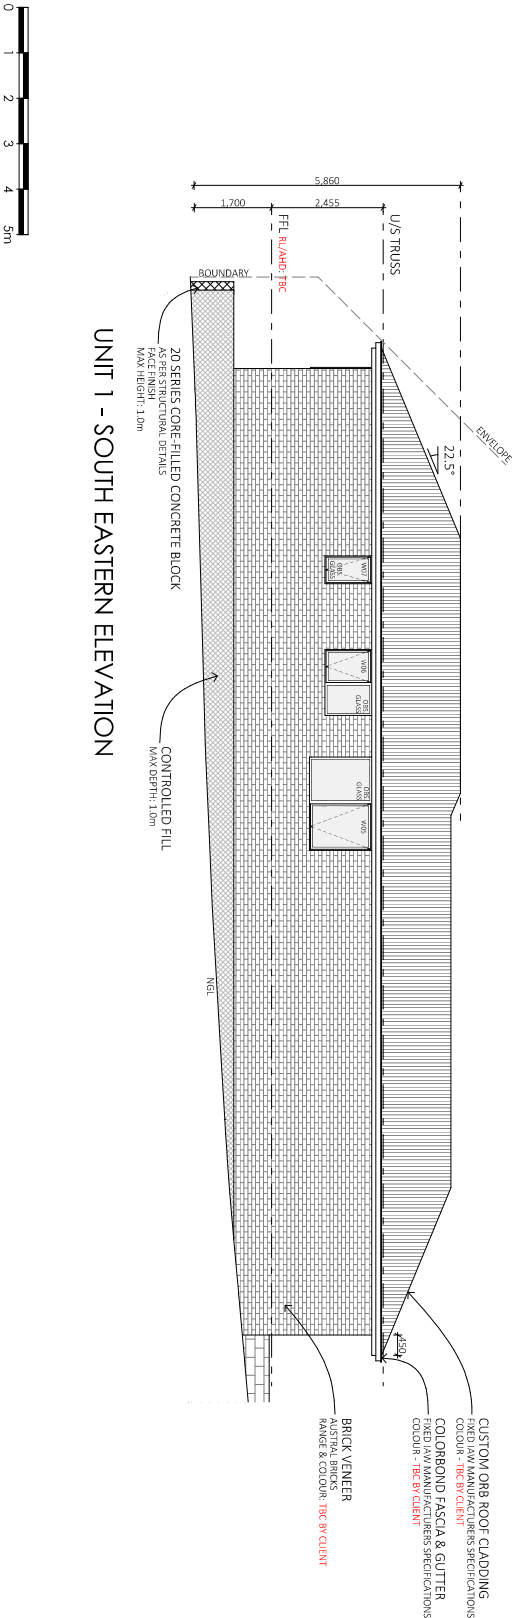 0 1 2 3 4 5m
5,860
1,700
2,455
U/S TRUSS
FFL RL/AHD: TBC
BOUNDARY
ENVELOPE
22.5°
W07
OBS
GLASS
W06
OBS
GLASS
OBS
GLASS
W05
450
CUSTOM ORB ROOF CLADDING
FIXED IAW MANUFACTURERS SPECIFICATIONS
COLOUR - TBC BY CLIENT
COLORBOND FASCIA & GUTTER
FIXED IAW MANUFACTURERS SPECIFICATIONS
COLOUR - TBC BY CLIENT
BRICK VENEER
AUSTRAL BRICKS
RANGE & COLOUR: TBC BY CLIENT
20 SERIES CORE-FILLED CONCRETE BLOCK
AS PER STRUCTURAL DETAILS
FACE FINISH
MAX HEIGHT: 1.0m
CONTROLLED FILL
MAX DEPTH: 1.0m
NGL
UNIT 1 - SOUTH EASTERN ELEVATION